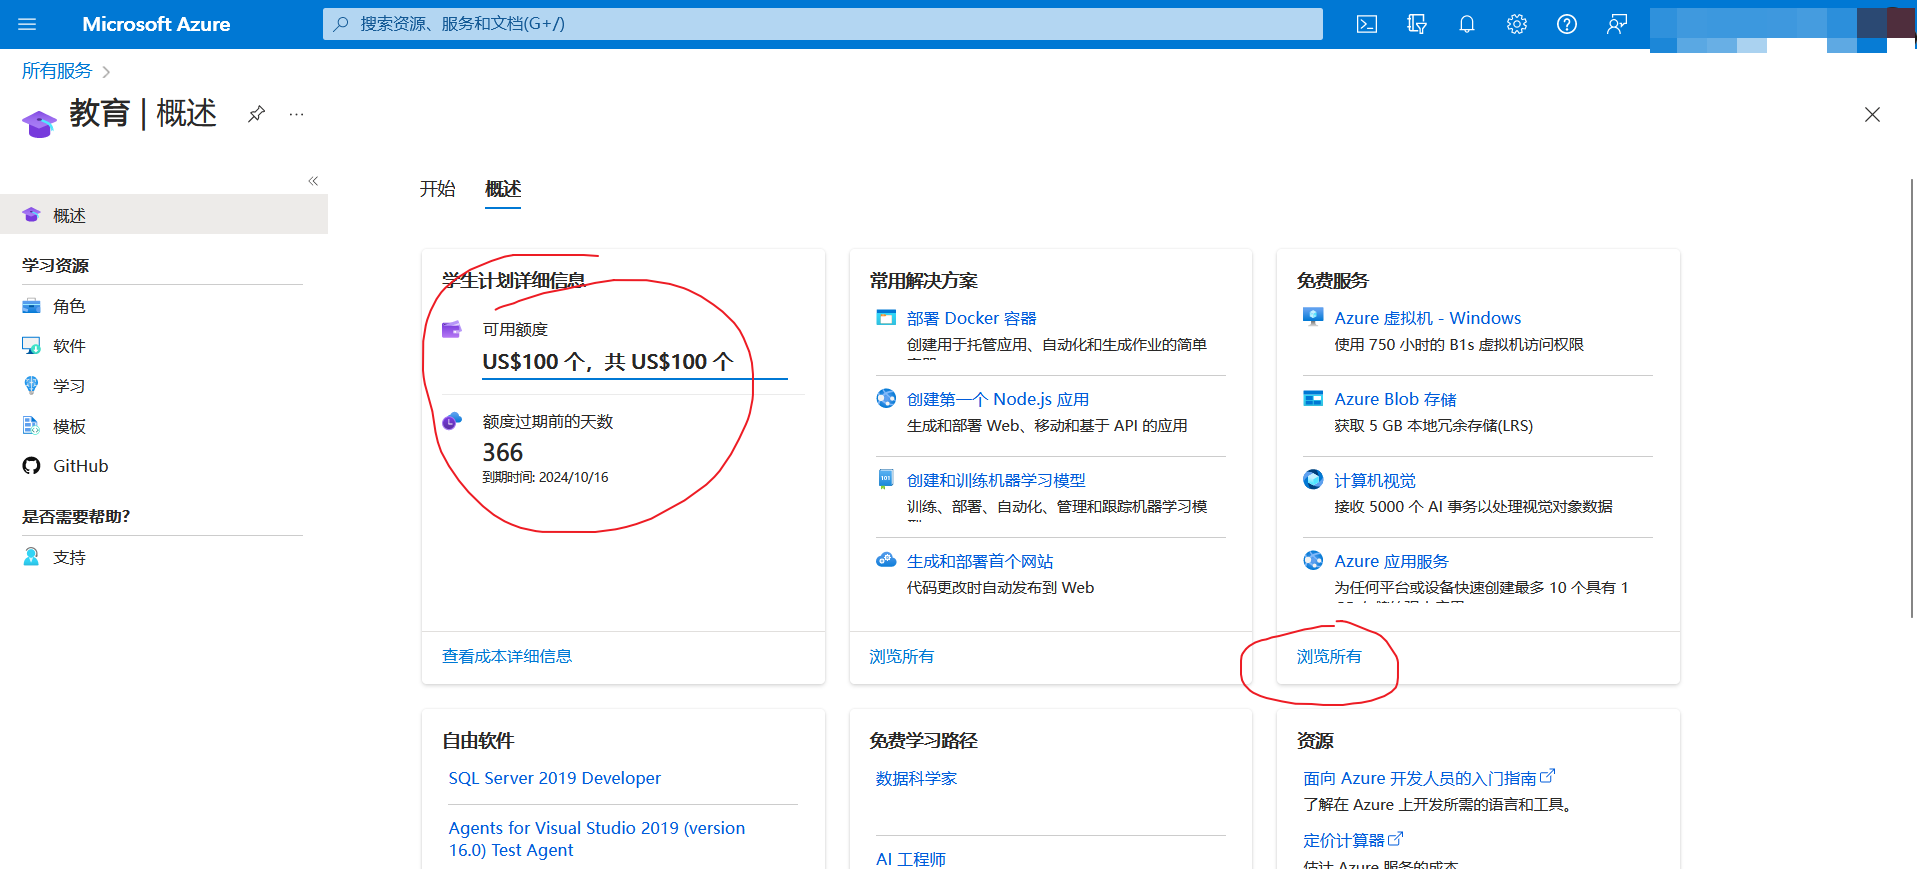 Microsoft Azure
搜索资源、服务和文档(G+/)
所有服务
教育 | 概述
概述
学习资源
角色
软件
学习
模板
GitHub
是否需要帮助?
支持
开始
概述
学生计划详细信息
可用额度
US$100 个，共 US$100 个
额度过期前的天数
366
到期时间: 2024/10/16
查看成本详细信息
常用解决方案
部署 Docker 容器
创建用于托管应用、自动化和生成作业的简单
创建第一个 Node.js 应用
生成和部署 Web、移动和基于 API 的应用
创建和训练机器学习模型
训练、部署、自动化、管理和跟踪机器学习模
生成和部署首个网站
代码更改时自动发布到 Web
浏览所有
免费服务
Azure 虚拟机 - Windows
使用 750 小时的 B1s 虚拟机访问权限
Azure Blob 存储
获取 5 GB 本地冗余存储(LRS)
计算机视觉
接收 5000 个 AI 事务以处理视觉对象数据
Azure 应用服务
为任何平台或设备快速创建最多 10 个具有 1
浏览所有
自由软件
SQL Server 2019 Developer
Agents for Visual Studio 2019 (version
16.0) Test Agent
免费学习路径
数据科学家
AI 工程师
资源
面向 Azure 开发人员的入门指南
了解在 Azure 上开发所需的语言和工具。
定价计算器
估计 Azure 服务的成本